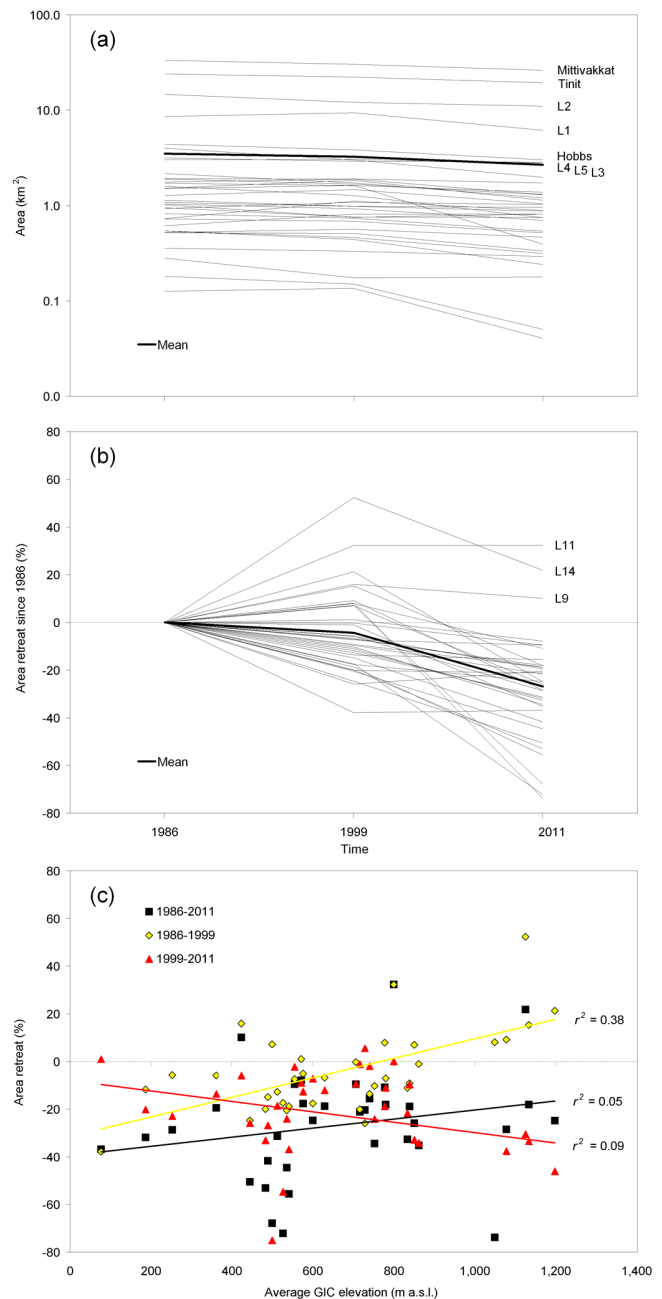 (a)
100.0
10.0
1.0
0.1
0.0
Area (km²)
Mittivakkat
Tinit
L2
L1
Hobbs
L4 L5 L3
Mean
(b)
80
60
40
20
0
-20
-40
-60
-80
Area retreat since 1986 (%)
L11
L14
L9
Mean
1986 1999 2011
Time
(c)
80
60
40
20
0
-20
-40
-60
-80
Area retreat (%)
1986-2011
1986-1999
1999-2011
r² = 0.38
r² = 0.05
r² = 0.09
0 200 400 600 800 1,000 1,200 1,400
Average GIC elevation (m a.s.l.)